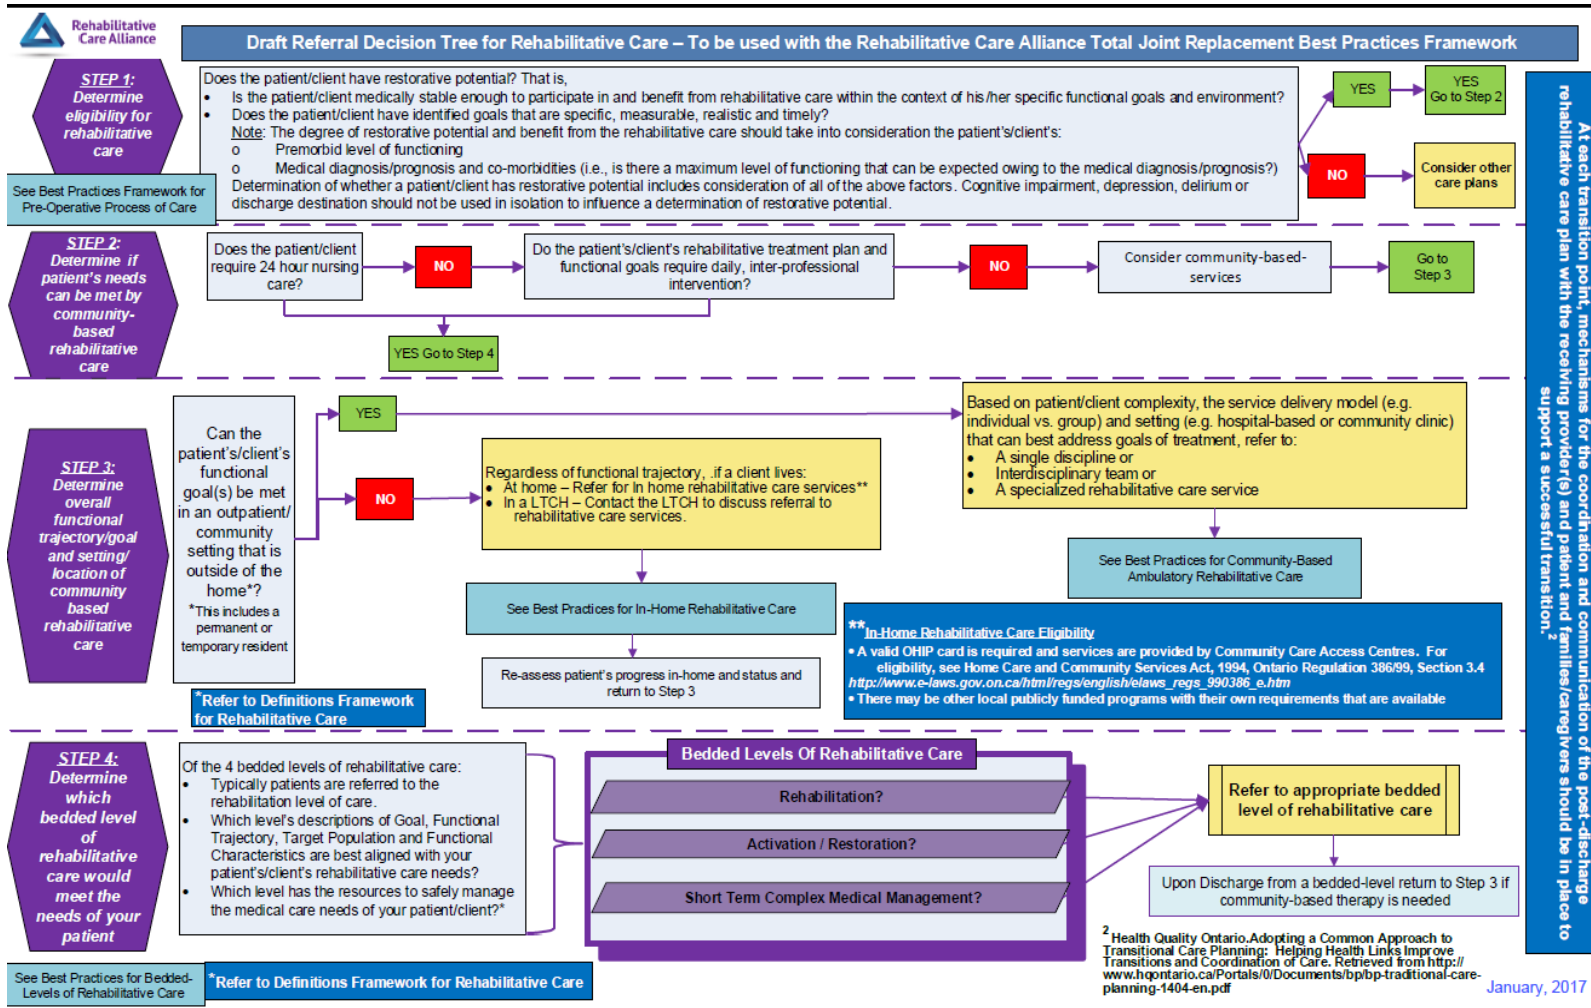 Rehabilitative
Care Alliance
Draft Referral Decision Tree for Rehabilitative Care – To be used with the Rehabilitative Care Alliance Total Joint Replacement Best Practices Framework
STEP 1:
Determine
eligibility for
rehabilitative
care
See Best Practices Framework for
Pre-Operative Process of Care
Does the patient/client have restorative potential? That is,
• Is the patient/client medically stable enough to participate in and benefit from rehabilitative care within the context of his/her specific functional goals and environment?
• Does the patient/client have identified goals that are specific, measurable, realistic and timely?
Note: The degree of restorative potential and benefit from the rehabilitative care should take into consideration the patient's/client's:
o Premorbid level of functioning
o Medical diagnosis/prognosis and co-morbidities (i.e., is there a maximum level of functioning that can be expected owing to the medical diagnosis/prognosis?)
Determination of whether a patient/client has restorative potential includes consideration of all of the above factors. Cognitive impairment, depression, delirium or
discharge destination should not be used in isolation to influence a determination of restorative potential.
YES
YES
Go to Step 2
NO
Consider other
care plans
STEP 2:
Determine if
patient's needs
can be met by
community-
based
rehabilitative
care
Does the patient/client
require 24 hour nursing
care?
NO
Do the patient's/client's rehabilitative treatment plan and
functional goals require daily, inter-professional
intervention?
NO
Consider community-based-
services
Go to
Step 3
YES Go to Step 4
STEP 3:
Determine
overall
functional
trajectory/goal
and setting/
location of
community
based
rehabilitative
care
Can the
patient's/client's
functional
goal(s) be met
in an outpatient/
community
setting that is
outside of the
home*?
*This includes a
permanent or
temporary resident
YES
NO
Regardless of functional trajectory, .if a client lives:
• At home – Refer for In home rehabilitative care services**
• In a LTCH – Contact the LTCH to discuss referral to
rehabilitative care services.
See Best Practices for In-Home Rehabilitative Care
Re-assess patient's progress in-home and status and
return to Step 3
Based on patient/client complexity, the service delivery model (e.g.
individual vs. group) and setting (e.g. hospital-based or community clinic)
that can best address goals of treatment, refer to:
• A single discipline or
• Interdisciplinary team or
• A specialized rehabilitative care service
See Best Practices for Community-Based
Ambulatory Rehabilitative Care
**In-Home Rehabilitative Care Eligibility
• A valid OHIP card is required and services are provided by Community Care Access Centres. For
eligibility, see Home Care and Community Services Act, 1994, Ontario Regulation 386/99, Section 3.4
http://www.e-laws.gov.on.ca/html/regs/english/elaws_regs_990386_e.htm
• There may be other local publicly funded programs with their own requirements that are available
*Refer to Definitions Framework
for Rehabilitative Care
STEP 4:
Determine
which
bedded level
of
rehabilitative
care would
meet the
needs of your
patient
See Best Practices for Bedded-
Levels of Rehabilitative Care
Of the 4 bedded levels of rehabilitative care:
• Typically patients are referred to the
rehabilitation level of care.
• Which level's descriptions of Goal, Functional
Trajectory, Target Population and Functional
Characteristics are best aligned with your
patient's/client's rehabilitative care needs?
• Which level has the resources to safely manage
the medical care needs of your patient/client?*
*Refer to Definitions Framework for Rehabilitative Care
Bedded Levels Of Rehabilitative Care
Rehabilitation?
Activation / Restoration?
Short Term Complex Medical Management?
Refer to appropriate bedded
level of rehabilitative care
Upon Discharge from a bedded-level return to Step 3 if
community-based therapy is needed
2 Health Quality Ontario.Adopting a Common Approach to
Transitional Care Planning: Helping Health Links Improve
Transitions and Coordination of Care. Retrieved from http://
www.hqontario.ca/Portals/0/Documents/bp/bp-traditional-care-
planning-1404-en.pdf
January, 2017
At each transition point, mechanisms for the coordination and communication of the post-discharge
rehabilitative care plan with the receiving provider(s) and patient and families/caregivers should be in place to
support a successful transition.2